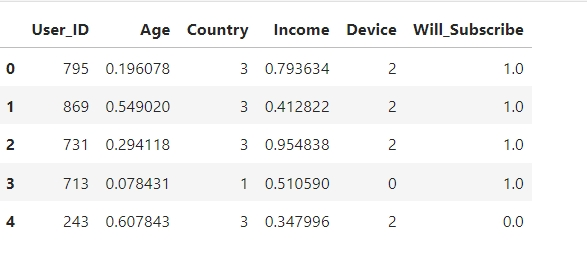 User_ID Age Country Income Device Will_Subscribe
0 795 0.196078 3 0.793634 2 1.0
1 869 0.549020 3 0.412822 2 1.0
2 731 0.294118 3 0.954838 2 1.0
3 713 0.078431 1 0.510590 0 1.0
4 243 0.607843 3 0.347996 2 0.0